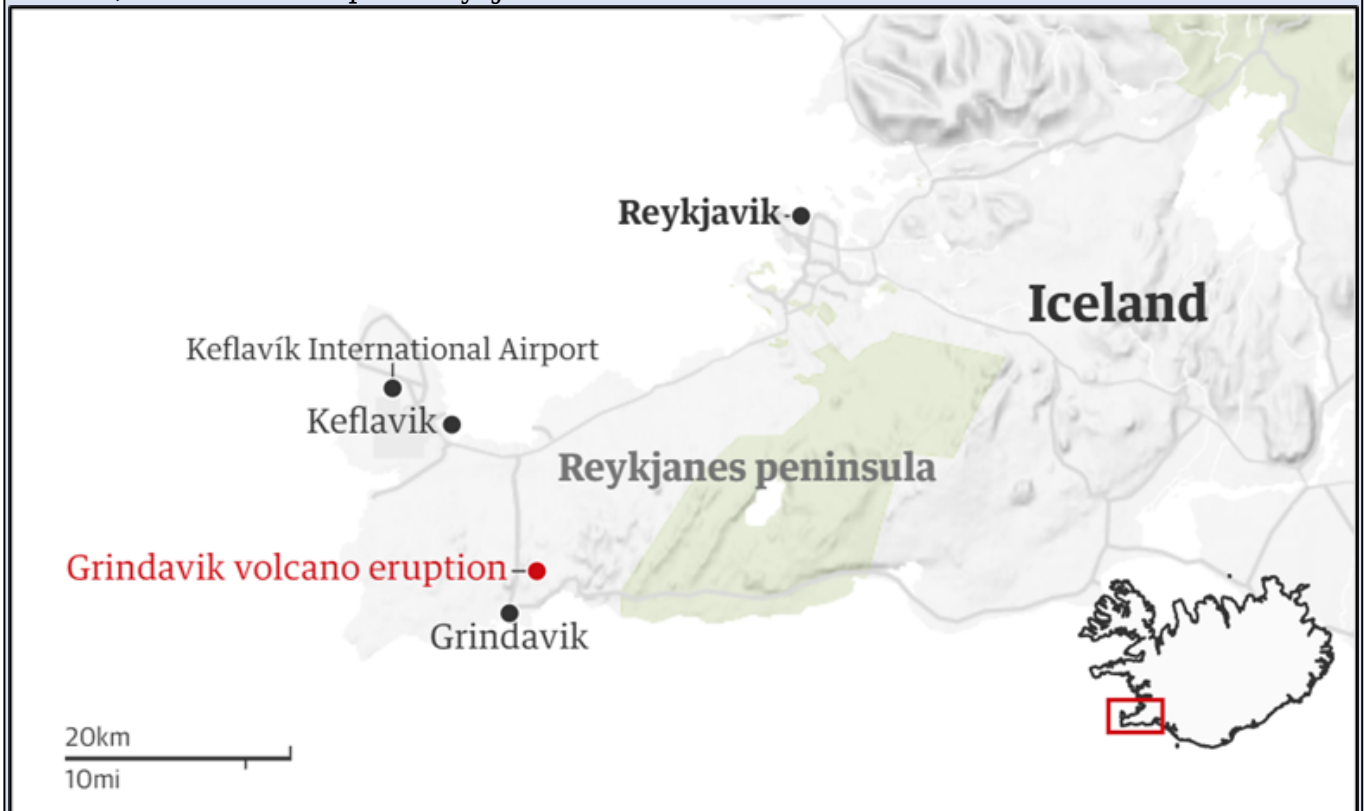 Reykjavik
Iceland
Keflavík International Airport
Keflavik
Reykjanes peninsula
Grindavik volcano eruption
Grindavik
20km
10mi